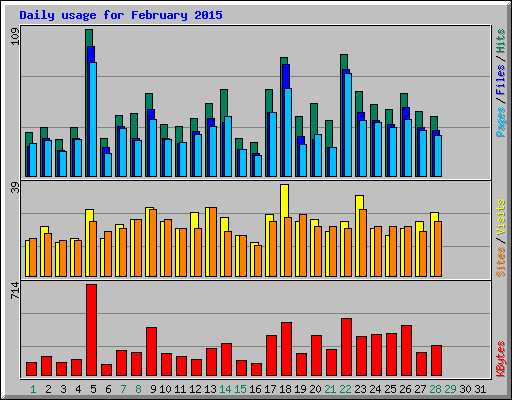 Daily usage for February 2015
109
Pages / Files / Hits
39
Sites / Visits
714
KBytes
1 2 3 4 5 6 7 8 9 10 11 12 13 14 15 16 17 18 19 20 21 22 23 24 25 26 27 28 29 30 31